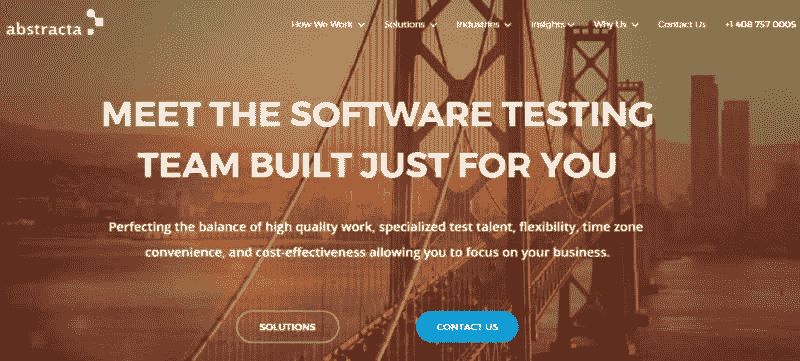 abstracta
How We Work Solutions Industries Insights Why Us Contact Us +1 408 757 0005
MEET THE SOFTWARE TESTING
TEAM BUILT JUST FOR YOU
Perfecting the balance of high quality work, specialized test talent, flexibility, time zone
convenience, and cost-effectiveness allowing you to focus on your business.
SOLUTIONS CONTACT US